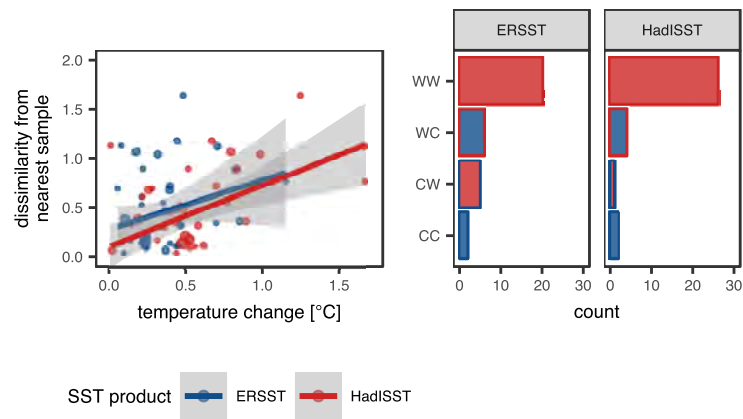 ERSST
HadISST
2.0
1.5
1.0
0.5
0.0
dissimilarity from
nearest sample
0.0
0.5
1.0
1.5
temperature change [°C]
WW
WC
CW
CC
0
10
20
30
0
10
20
30
count
SST product
ERSST
HadISST